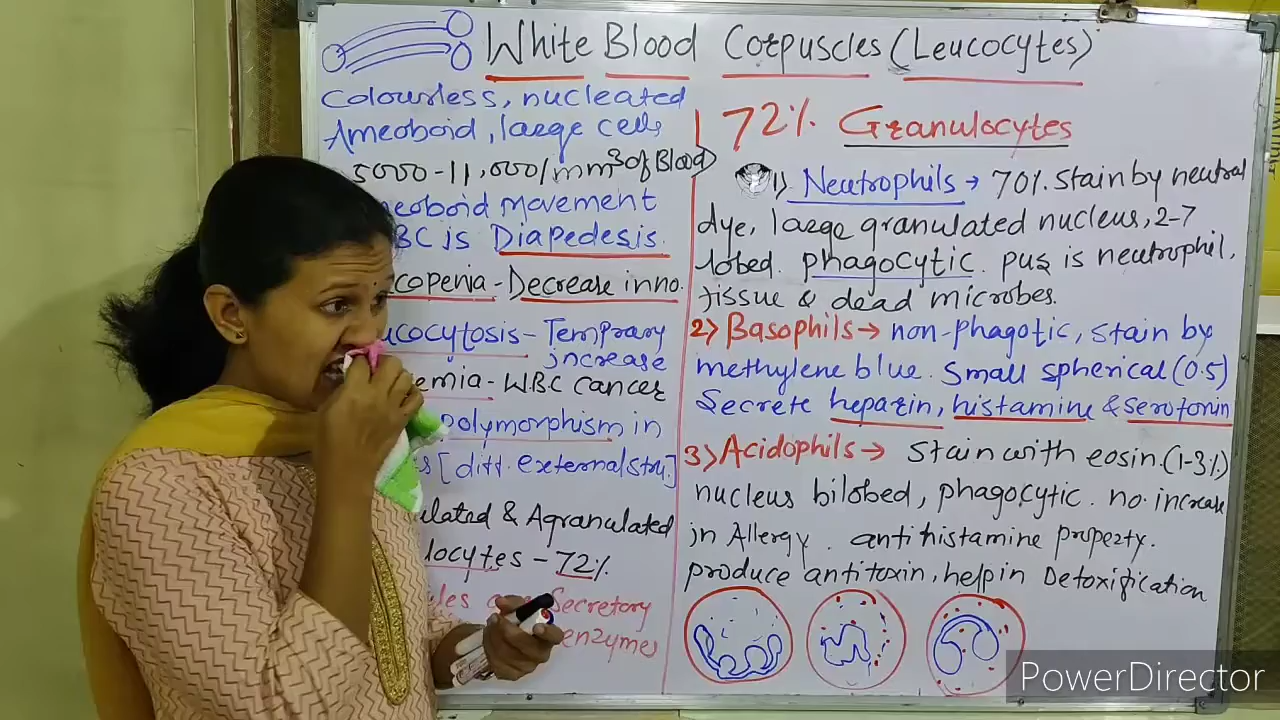 White Blood Corpuscles (Leucocytes)
Colourless, nucleated
Ameoboid, large cells
5000-11,000/mm³ of Blood
meoboid movement
BC is Diapedesis.
copenia - Decrease in no.
ucocytosis - Temprary
increase
emia - WBC cancer
polymorphism in
s [diff. external stru.]
ulated & Agranulated
locytes - 72%
les are Secretory
enzymes
72% Granulocytes
1) Neutrophils → 70%. Stain by neutral
dye, large granulated nucleus, 2-7
lobed. phagocytic. pus is neutrophil,
tissue & dead microbes.
2) Basophils → non-phagotic, stain by
methylene blue. Small spherical (0.5)
Secrete heparin, histamine & serotonin
3) Acidophils → Stain with eosin. (1-3%)
nucleus bilobed, phagocytic. no. increase
in Allergy. antihistamine property.
produce antitoxin, help in Detoxification
PowerDirector